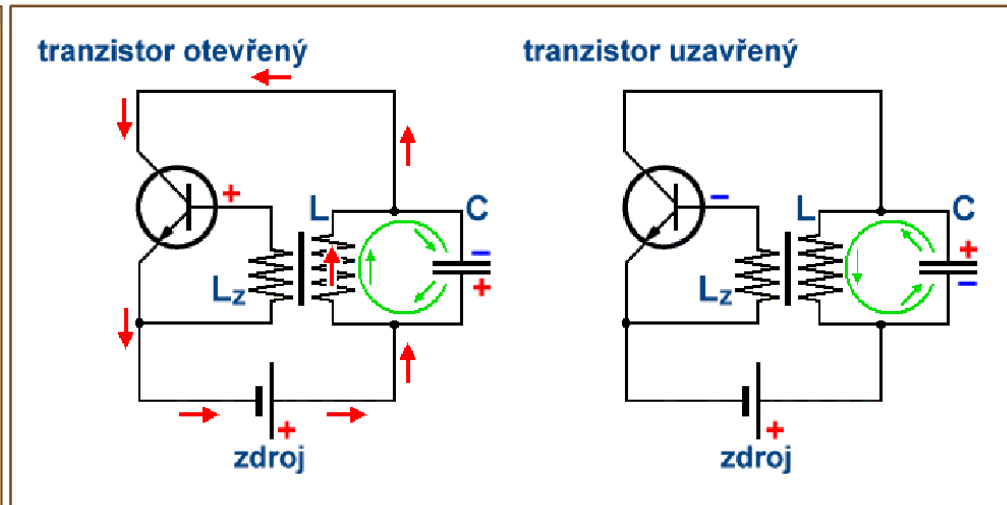 tranzistor otevřený
+
L
C
−
+
Lz
+
zdroj
tranzistor uzavřený
−
L
C
+
−
Lz
+
zdroj